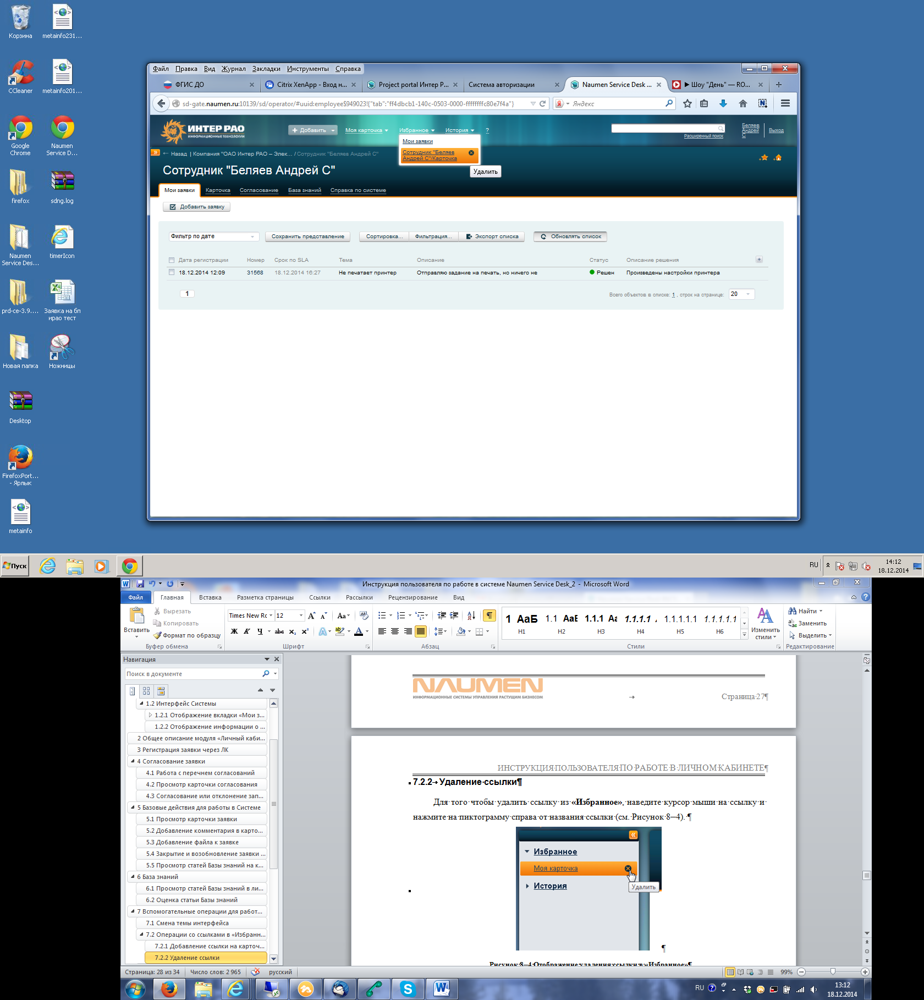 Корзина
metainfo231...
CCleaner
metainfo201...
Google Chrome
Naumen Service D...
firefox
sdng.log
Naumen Service Des...
timerIcon
prd-ce-3.9....
Заявка на бп ирао тест
Новая папка
Ножницы
Desktop
FirefoxPort... - Ярлык
metainfo
Файл Правка Вид Журнал Закладки Инструменты Справка
ФГИС ДО
Citrix XenApp - Вход н...
Project portal Интер Р...
Система авторизации
Naumen Service Desk ...
Шоу "День" — RO...
sd-gate.naumen.ru:10139/sd/operator/#uuid:employee$949023!{"tab":"ff4dbcb1-140c-0503-0000-ffffffffc80e7f4a"}
Яндекс
ИНТЕР РАО
ИНФОРМАЦИОННЫЕ ТЕХНОЛОГИИ
Добавить
Моя карточка
Избранное
История
?
Расширенный поиск
Беляев Андрей С
Выход
Мои заявки
Сотрудник "Беляев Андрей С"/Карточка
Удалить
← Назад | Компания "ОАО Интер РАО – Элек... / Сотрудник "Беляев Андрей С"
Сотрудник "Беляев Андрей С"
Мои заявки Карточка Согласование База знаний Справка по системе
Добавить заявку
Фильтр по дате
Сохранить представление
Сортировка... Фильтрация... Экспорт списка
Обновлять список
Дата регистрации Номер Срок по SLA Тема Описание Статус Описание решения
18.12.2014 12:09 31568 18.12.2014 16:27 Не печатает принтер Отправляю задание на печать, но ничего не Решен Произведены настройки принтера
1
Всего объектов в списке: 1 , строк на странице: 20
Пуск
RU
14:12
18.12.2014
Инструкция пользователя по работе в системе Naumen Service Desk_2 - Microsoft Word
Файл Главная Вставка Разметка страницы Ссылки Рассылки Рецензирование Вид
Вставить
Вырезать
Копировать
Формат по образцу
Буфер обмена
Times New Rc 12
Ж К Ч abc x₂ x²
Шрифт
Абзац
1 АаБ 1.1 АаЕ 1.1.1 Аа 1.1.1.1 1.1.1.1.1 1.1.1.1.1.1
H1 H2 H3 H4 H5 H6
Стили
Изменить стили
Найти
Заменить
Выделить
Редактирование
Навигация
Поиск в документе
1.2 Интерфейс Системы
1.2.1 Отображение вкладки «Мои з...
1.2.2 Отображение информации о ...
2 Общее описание модуля «Личный каби...
3 Регистрация заявки через ЛК
4 Согласование заявки
4.1 Работа с перечнем согласований
4.2 Просмотр карточки согласования
4.3 Согласование или отклонение зап...
5 Базовые действия для работы в Системе
5.1 Просмотр карточки заявки
5.2 Добавление комментария в карто...
5.3 Добавление файла к заявке
5.4 Закрытие и возобновление заявки ...
5.5 Просмотр статей Базы знаний на к...
6 База знаний
6.1 Просмотр статей Базы знаний в ли...
6.2 Оценка статьи Базы знаний
7 Вспомогательные операции для работ...
7.1 Смена темы интерфейса
7.2 Операции со ссылками в «Избранн...
7.2.1 Добавление ссылки на карточ...
7.2.2 Удаление ссылки
NAUMEN
ИНФОРМАЦИОННЫЕ СИСТЕМЫ УПРАВЛЕНИЯ РАСТУЩИМ БИЗНЕСОМ
Страница·27¶
ИНСТРУКЦИЯ·ПОЛЬЗОВАТЕЛЯ·ПО·РАБОТЕ·В·ЛИЧНОМ·КАБИНЕТЕ¶
7.2.2→Удаление·ссылки¶
Для·того·чтобы·удалить·ссылку·из·«Избранное»,·наведите·курсор·мыши·на·ссылку·и·
нажмите·на·пиктограмму·справа·от·названия·ссылки·(см.·Рисунок·8–4).·¶
Избранное
Моя карточка
Удалить
История
¶
Рисунок·8–4·Отображение·удаления·ссылки·в·«Избранное»¶
Страница: 28 из 34 Число слов: 2 965 русский
99%
RU
13:12
18.12.2014